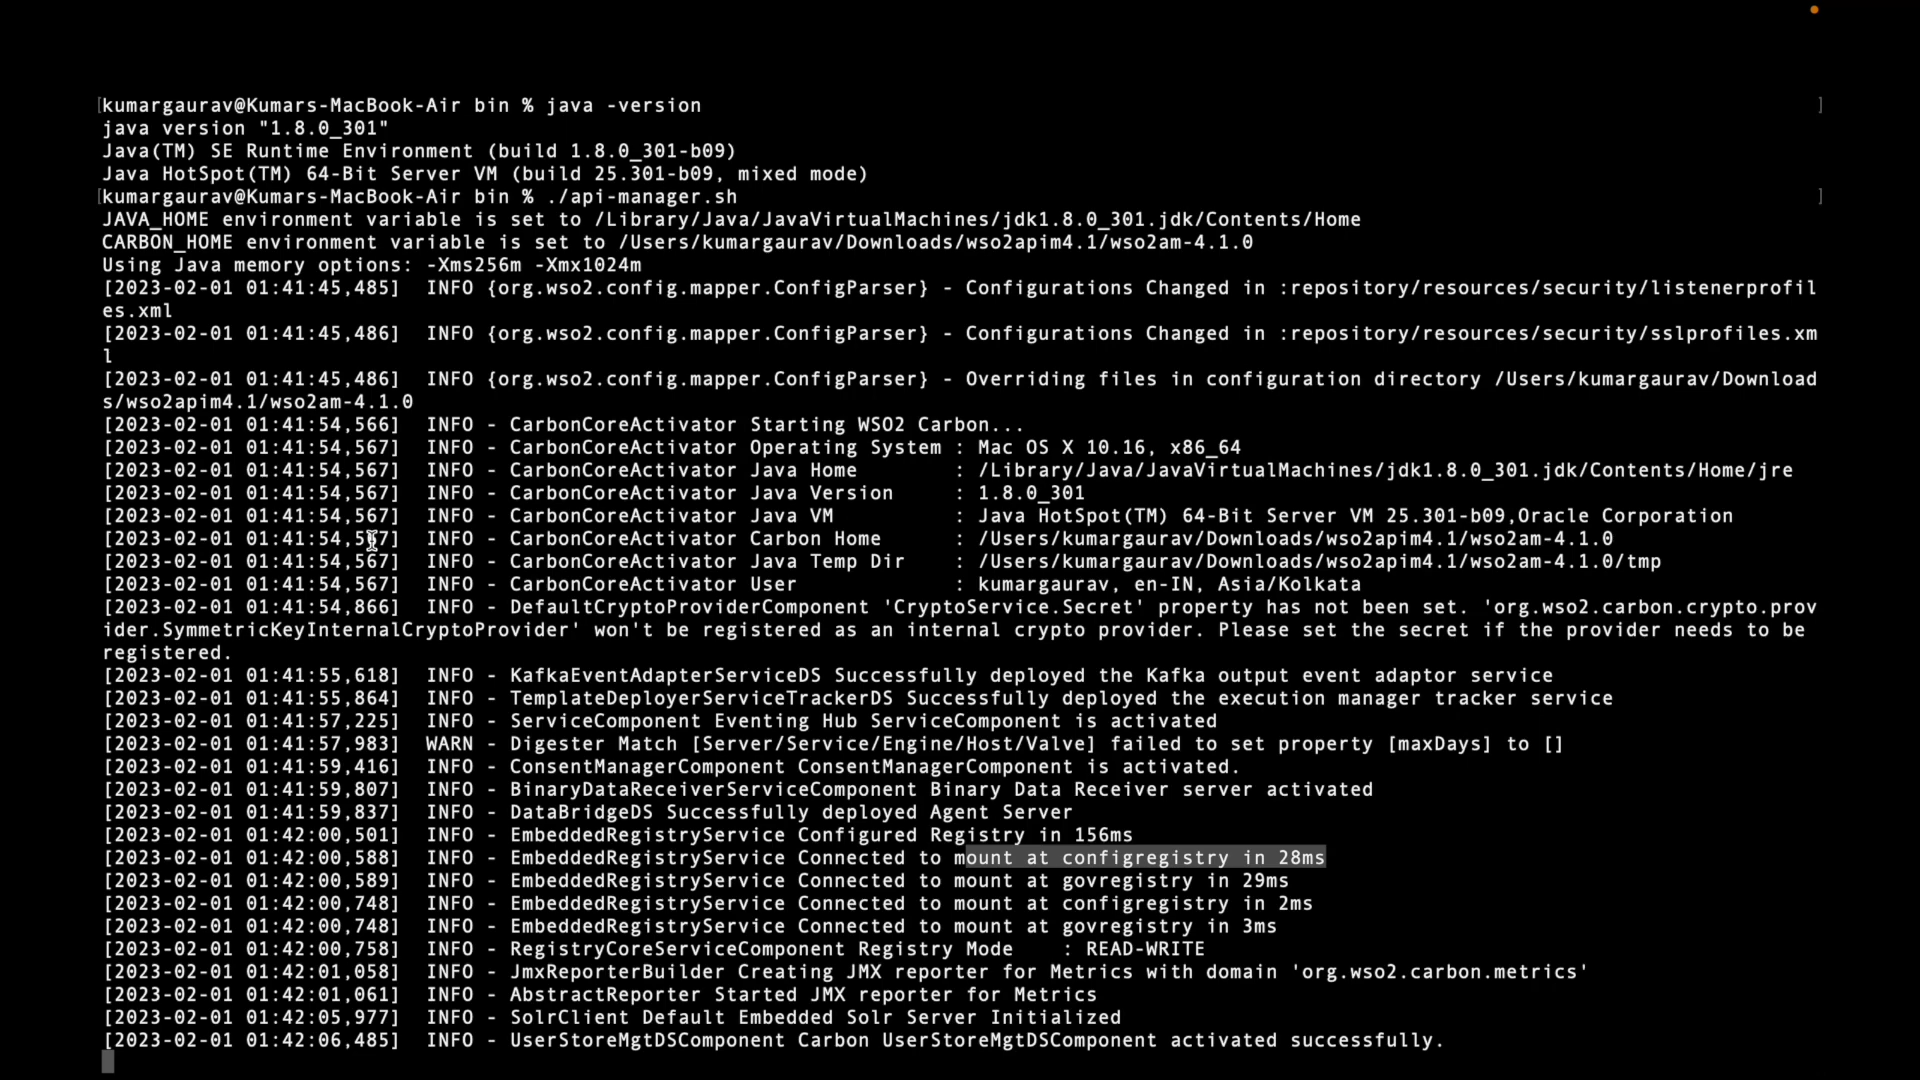 [kumargaurav@Kumars-MacBook-Air bin % java -version ]
java version "1.8.0_301"
Java(TM) SE Runtime Environment (build 1.8.0_301-b09)
Java HotSpot(TM) 64-Bit Server VM (build 25.301-b09, mixed mode)
[kumargaurav@Kumars-MacBook-Air bin % ./api-manager.sh ]
JAVA_HOME environment variable is set to /Library/Java/JavaVirtualMachines/jdk1.8.0_301.jdk/Contents/Home
CARBON_HOME environment variable is set to /Users/kumargaurav/Downloads/wso2apim4.1/wso2am-4.1.0
Using Java memory options: -Xms256m -Xmx1024m
[2023-02-01 01:41:45,485]  INFO {org.wso2.config.mapper.ConfigParser} - Configurations Changed in :repository/resources/security/listenerprofil
es.xml
[2023-02-01 01:41:45,486]  INFO {org.wso2.config.mapper.ConfigParser} - Configurations Changed in :repository/resources/security/sslprofiles.xm
l
[2023-02-01 01:41:45,486]  INFO {org.wso2.config.mapper.ConfigParser} - Overriding files in configuration directory /Users/kumargaurav/Download
s/wso2apim4.1/wso2am-4.1.0
[2023-02-01 01:41:54,566]  INFO - CarbonCoreActivator Starting WSO2 Carbon...
[2023-02-01 01:41:54,567]  INFO - CarbonCoreActivator Operating System : Mac OS X 10.16, x86_64
[2023-02-01 01:41:54,567]  INFO - CarbonCoreActivator Java Home        : /Library/Java/JavaVirtualMachines/jdk1.8.0_301.jdk/Contents/Home/jre
[2023-02-01 01:41:54,567]  INFO - CarbonCoreActivator Java Version     : 1.8.0_301
[2023-02-01 01:41:54,567]  INFO - CarbonCoreActivator Java VM          : Java HotSpot(TM) 64-Bit Server VM 25.301-b09,Oracle Corporation
[2023-02-01 01:41:54,567]  INFO - CarbonCoreActivator Carbon Home      : /Users/kumargaurav/Downloads/wso2apim4.1/wso2am-4.1.0
[2023-02-01 01:41:54,567]  INFO - CarbonCoreActivator Java Temp Dir    : /Users/kumargaurav/Downloads/wso2apim4.1/wso2am-4.1.0/tmp
[2023-02-01 01:41:54,567]  INFO - CarbonCoreActivator User             : kumargaurav, en-IN, Asia/Kolkata
[2023-02-01 01:41:54,866]  INFO - DefaultCryptoProviderComponent 'CryptoService.Secret' property has not been set. 'org.wso2.carbon.crypto.prov
ider.SymmetricKeyInternalCryptoProvider' won't be registered as an internal crypto provider. Please set the secret if the provider needs to be
registered.
[2023-02-01 01:41:55,618]  INFO - KafkaEventAdapterServiceDS Successfully deployed the Kafka output event adaptor service
[2023-02-01 01:41:55,864]  INFO - TemplateDeployerServiceTrackerDS Successfully deployed the execution manager tracker service
[2023-02-01 01:41:57,225]  INFO - ServiceComponent Eventing Hub ServiceComponent is activated
[2023-02-01 01:41:57,983]  WARN - Digester Match [Server/Service/Engine/Host/Valve] failed to set property [maxDays] to []
[2023-02-01 01:41:59,416]  INFO - ConsentManagerComponent ConsentManagerComponent is activated.
[2023-02-01 01:41:59,807]  INFO - BinaryDataReceiverServiceComponent Binary Data Receiver server activated
[2023-02-01 01:41:59,837]  INFO - DataBridgeDS Successfully deployed Agent Server
[2023-02-01 01:42:00,501]  INFO - EmbeddedRegistryService Configured Registry in 156ms
[2023-02-01 01:42:00,588]  INFO - EmbeddedRegistryService Connected to mount at configregistry in 28ms
[2023-02-01 01:42:00,589]  INFO - EmbeddedRegistryService Connected to mount at govregistry in 29ms
[2023-02-01 01:42:00,748]  INFO - EmbeddedRegistryService Connected to mount at configregistry in 2ms
[2023-02-01 01:42:00,748]  INFO - EmbeddedRegistryService Connected to mount at govregistry in 3ms
[2023-02-01 01:42:00,758]  INFO - RegistryCoreServiceComponent Registry Mode    : READ-WRITE
[2023-02-01 01:42:01,058]  INFO - JmxReporterBuilder Creating JMX reporter for Metrics with domain 'org.wso2.carbon.metrics'
[2023-02-01 01:42:01,061]  INFO - AbstractReporter Started JMX reporter for Metrics
[2023-02-01 01:42:05,977]  INFO - SolrClient Default Embedded Solr Server Initialized
[2023-02-01 01:42:06,485]  INFO - UserStoreMgtDSComponent Carbon UserStoreMgtDSComponent activated successfully.